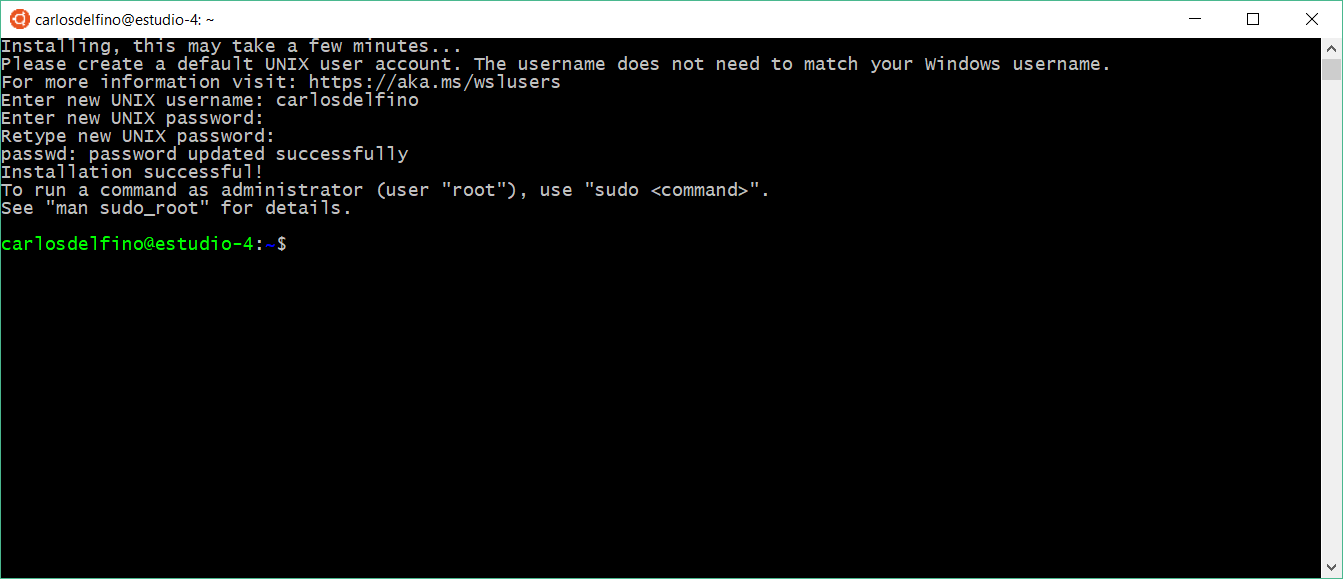 carlosdelfino@estudio-4: ~
Installing, this may take a few minutes...
Please create a default UNIX user account. The username does not need to match your Windows username.
For more information visit: https://aka.ms/wslusers
Enter new UNIX username: carlosdelfino
Enter new UNIX password:
Retype new UNIX password:
passwd: password updated successfully
Installation successful!
To run a command as administrator (user "root"), use "sudo <command>".
See "man sudo_root" for details.
carlosdelfino@estudio-4:~$